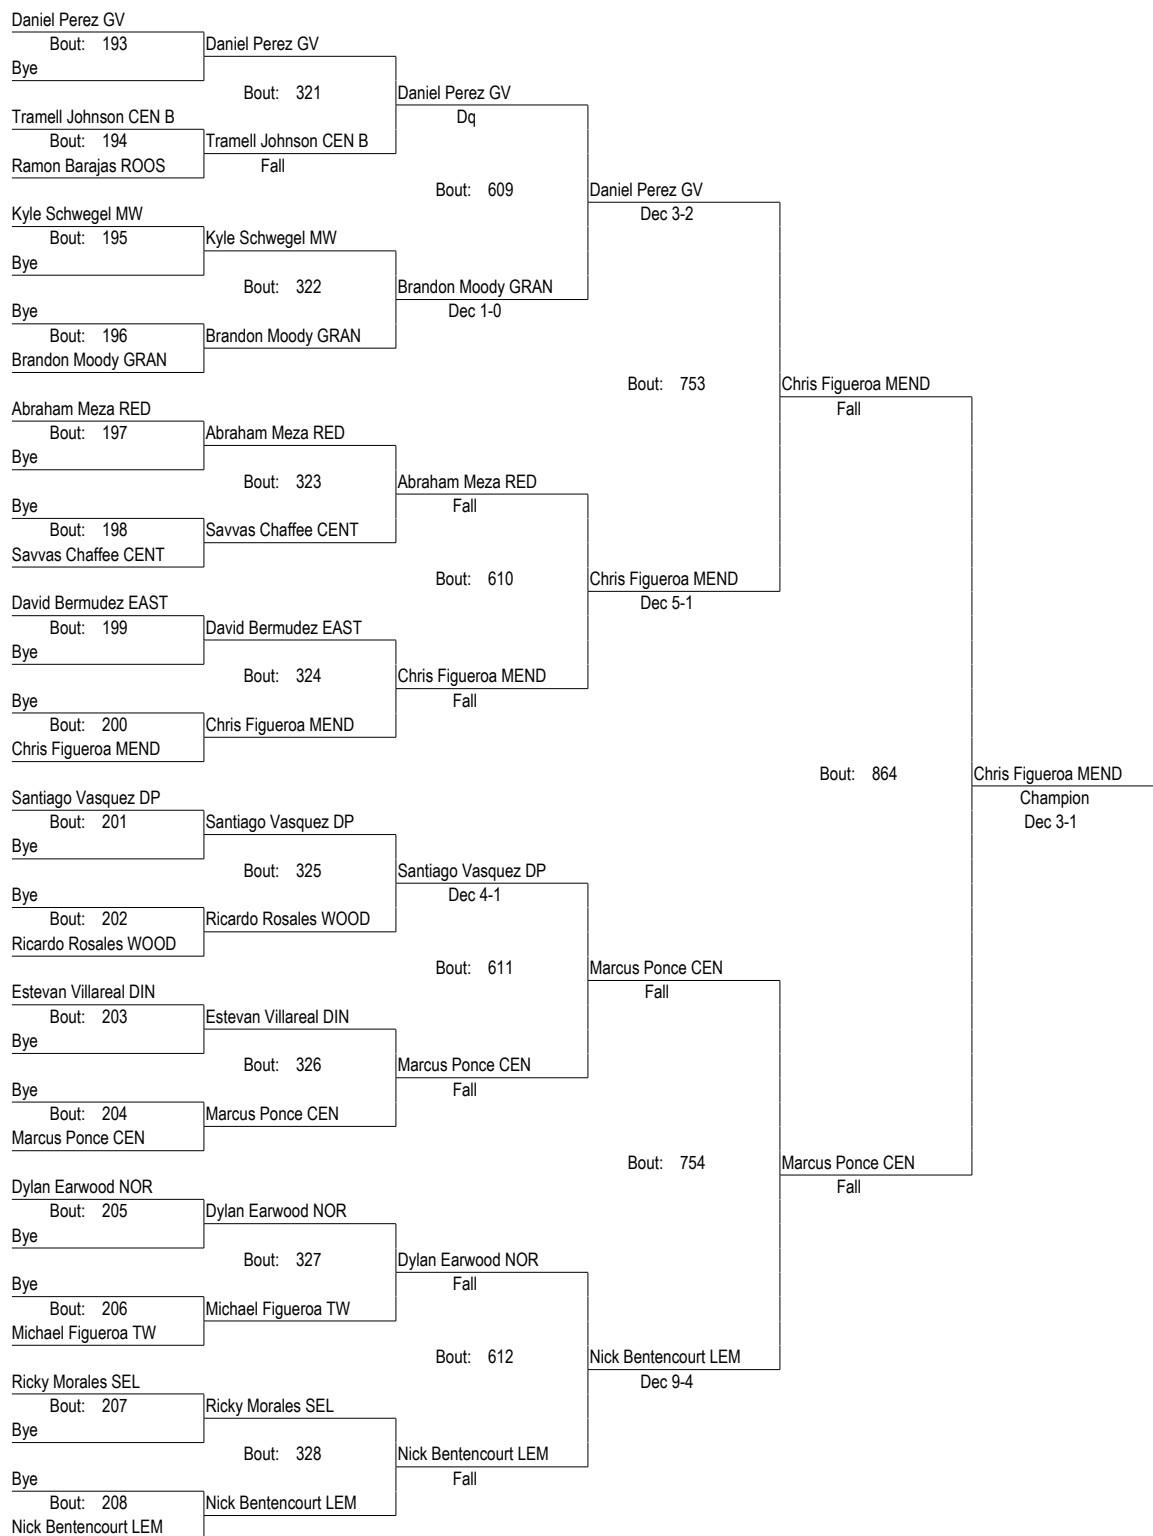 Daniel Perez GV
Bout: 193 Daniel Perez GV
Bye
Bout: 321 Daniel Perez GV
Tramell Johnson CEN B Dq
Bout: 194 Tramell Johnson CEN B
Ramon Barajas ROOS Fall
Bout: 609 Daniel Perez GV
Kyle Schwegel MW Dec 3-2
Bout: 195 Kyle Schwegel MW
Bye
Bout: 322 Brandon Moody GRAN
Bye Dec 1-0
Bout: 196 Brandon Moody GRAN
Brandon Moody GRAN
Bout: 753 Chris Figueroa MEND
Abraham Meza RED Fall
Bout: 197 Abraham Meza RED
Bye
Bout: 323 Abraham Meza RED
Bye Fall
Bout: 198 Savvas Chaffee CENT
Savvas Chaffee CENT
Bout: 610 Chris Figueroa MEND
David Bermudez EAST Dec 5-1
Bout: 199 David Bermudez EAST
Bye
Bout: 324 Chris Figueroa MEND
Bye Fall
Bout: 200 Chris Figueroa MEND
Chris Figueroa MEND
Bout: 864 Chris Figueroa MEND
Santiago Vasquez DP Champion
Bout: 201 Santiago Vasquez DP Dec 3-1
Bye
Bout: 325 Santiago Vasquez DP
Bye Dec 4-1
Bout: 202 Ricardo Rosales WOOD
Ricardo Rosales WOOD
Bout: 611 Marcus Ponce CEN
Estevan Villareal DIN Fall
Bout: 203 Estevan Villareal DIN
Bye
Bout: 326 Marcus Ponce CEN
Bye Fall
Bout: 204 Marcus Ponce CEN
Marcus Ponce CEN
Bout: 754 Marcus Ponce CEN
Dylan Earwood NOR Fall
Bout: 205 Dylan Earwood NOR
Bye
Bout: 327 Dylan Earwood NOR
Bye Fall
Bout: 206 Michael Figueroa TW
Michael Figueroa TW
Bout: 612 Nick Bentencourt LEM
Ricky Morales SEL Dec 9-4
Bout: 207 Ricky Morales SEL
Bye
Bout: 328 Nick Bentencourt LEM
Bye Fall
Bout: 208 Nick Bentencourt LEM
Nick Bentencourt LEM